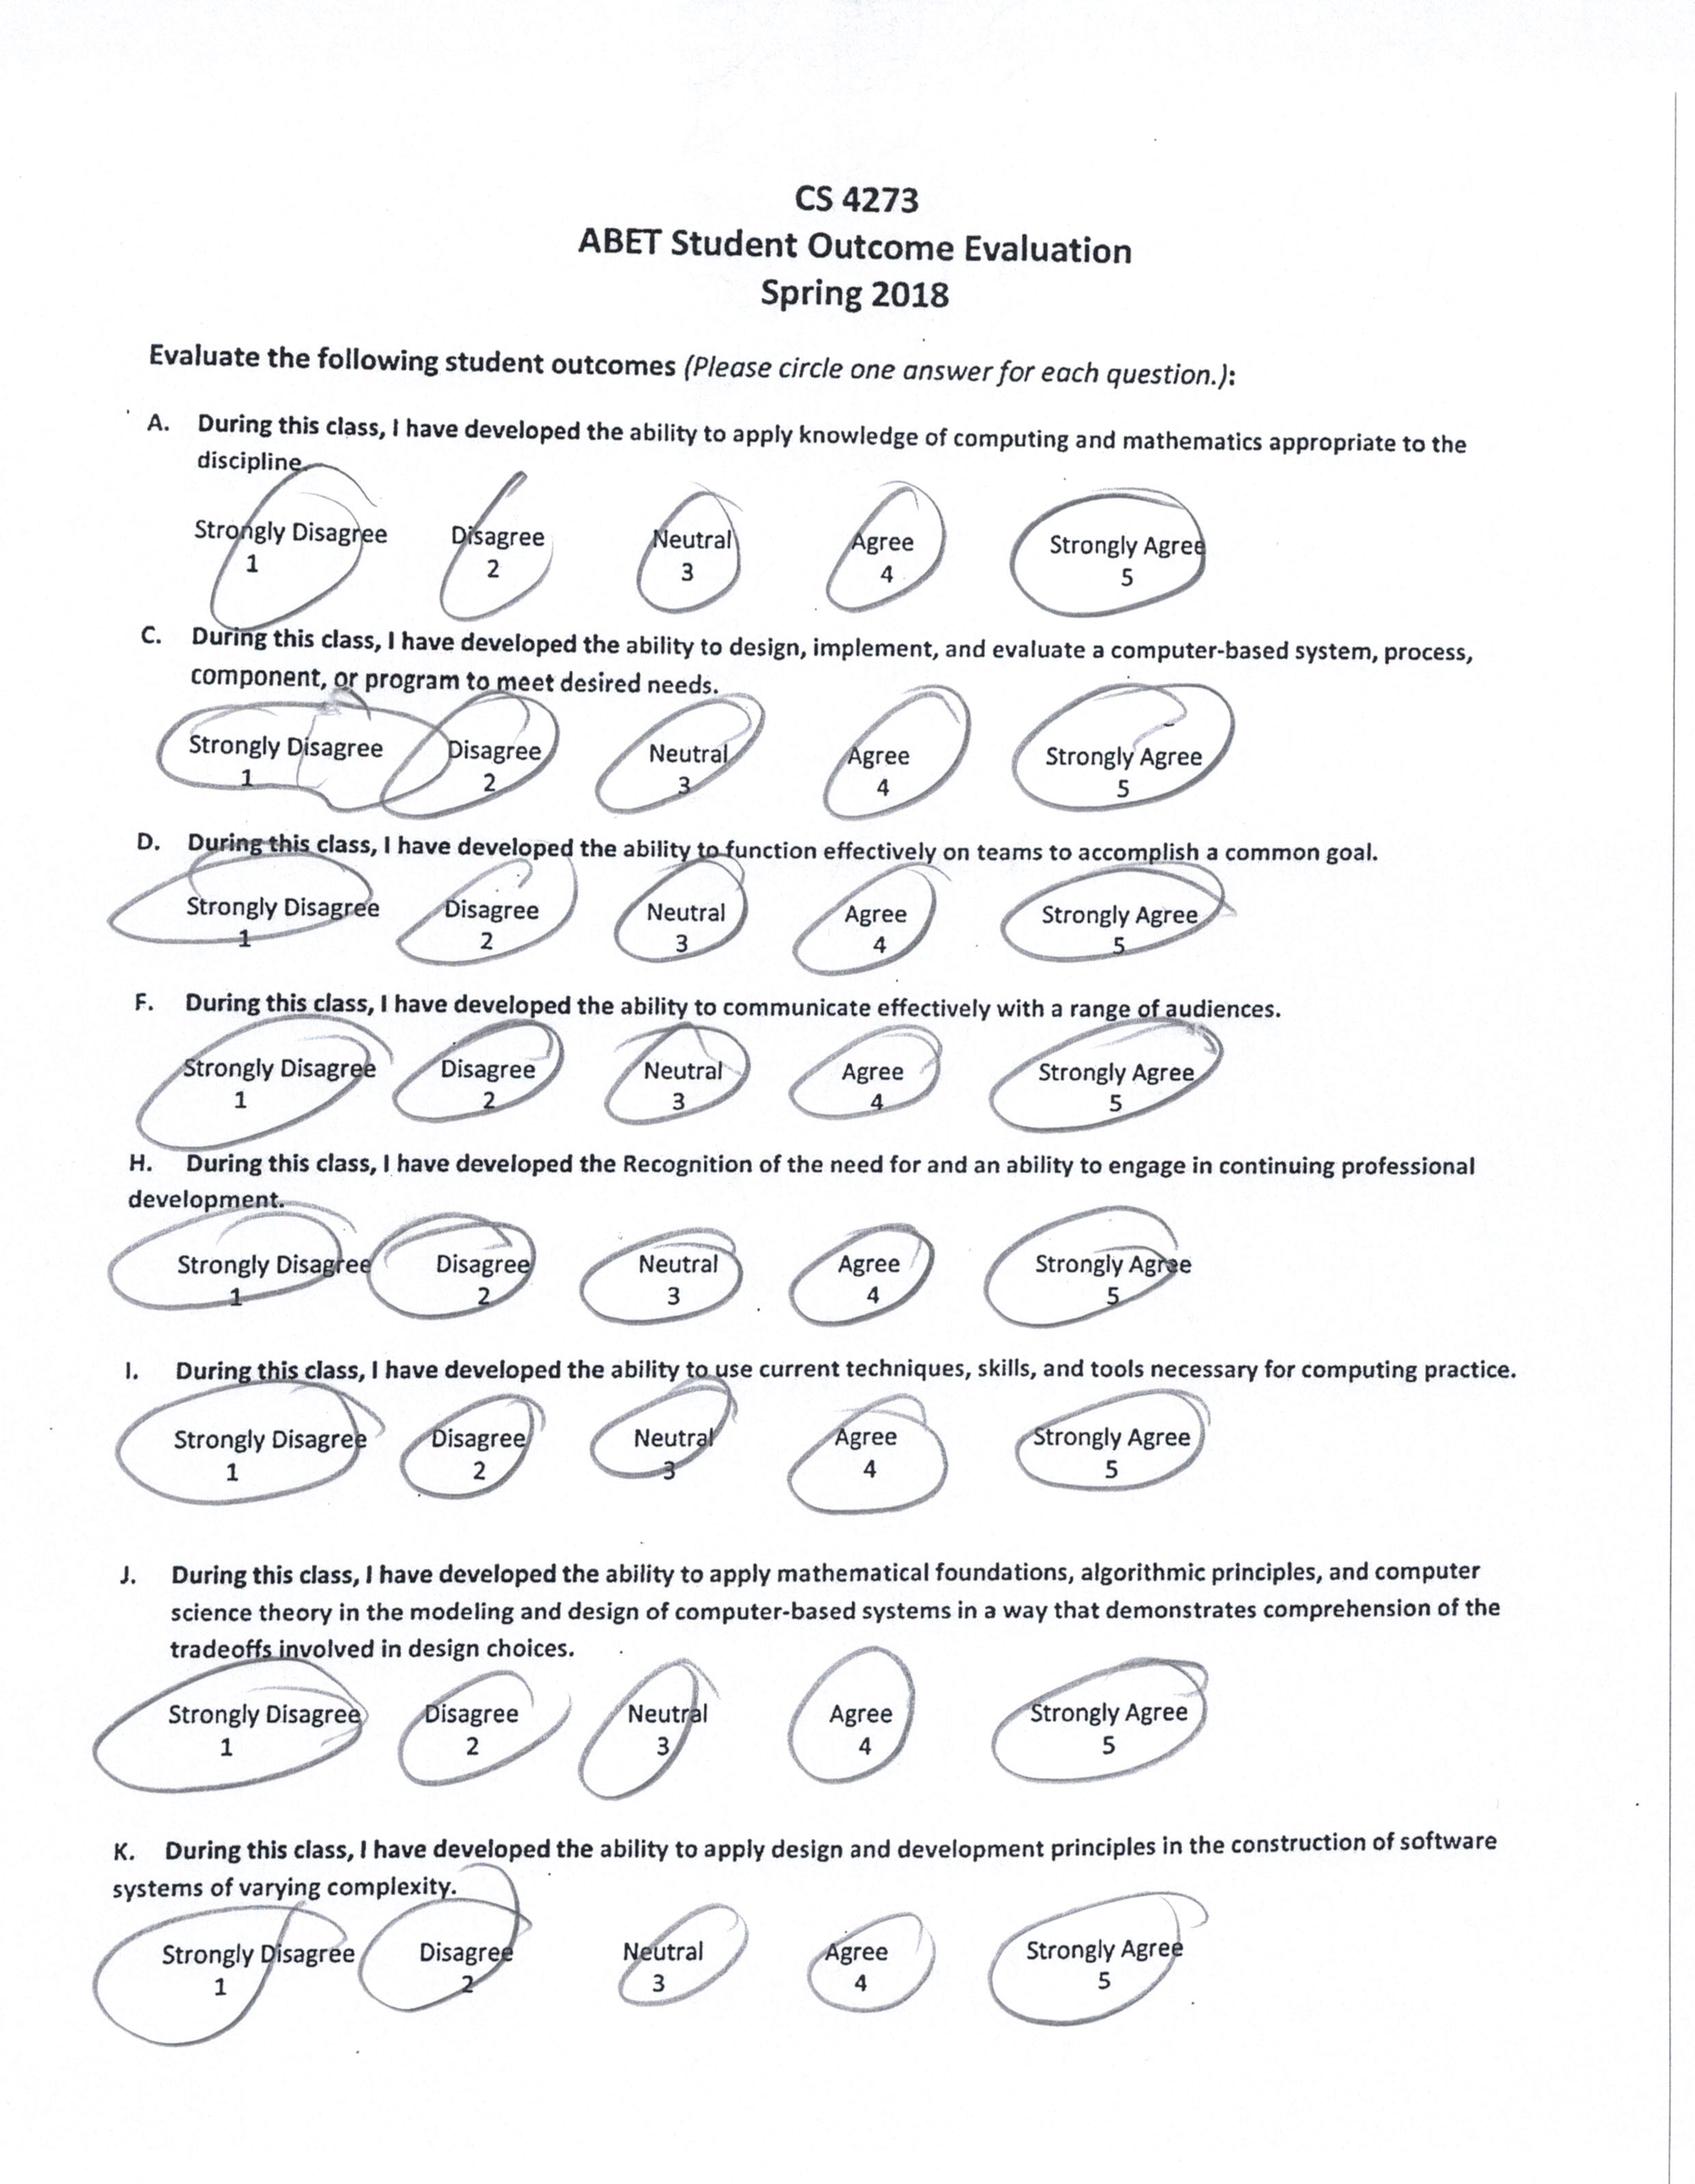 CS 4273
ABET Student Outcome Evaluation
Spring 2018
Evaluate the following student outcomes (Please circle one answer for each question.):
A. During this class, I have developed the ability to apply knowledge of computing and mathematics appropriate to the
discipline.
Strongly Disagree Disagree Neutral Agree Strongly Agree
1 2 3 4 5
C. During this class, I have developed the ability to design, implement, and evaluate a computer-based system, process,
component, or program to meet desired needs.
Strongly Disagree Disagree Neutral Agree Strongly Agree
1 2 3 4 5
D. During this class, I have developed the ability to function effectively on teams to accomplish a common goal.
Strongly Disagree Disagree Neutral Agree Strongly Agree
1 2 3 4 5
F. During this class, I have developed the ability to communicate effectively with a range of audiences.
Strongly Disagree Disagree Neutral Agree Strongly Agree
1 2 3 4 5
H. During this class, I have developed the Recognition of the need for and an ability to engage in continuing professional
development.
Strongly Disagree Disagree Neutral Agree Strongly Agree
1 2 3 4 5
I. During this class, I have developed the ability to use current techniques, skills, and tools necessary for computing practice.
Strongly Disagree Disagree Neutral Agree Strongly Agree
1 2 3 4 5
J. During this class, I have developed the ability to apply mathematical foundations, algorithmic principles, and computer
science theory in the modeling and design of computer-based systems in a way that demonstrates comprehension of the
tradeoffs involved in design choices.
Strongly Disagree Disagree Neutral Agree Strongly Agree
1 2 3 4 5
K. During this class, I have developed the ability to apply design and development principles in the construction of software
systems of varying complexity.
Strongly Disagree Disagree Neutral Agree Strongly Agree
1 2 3 4 5